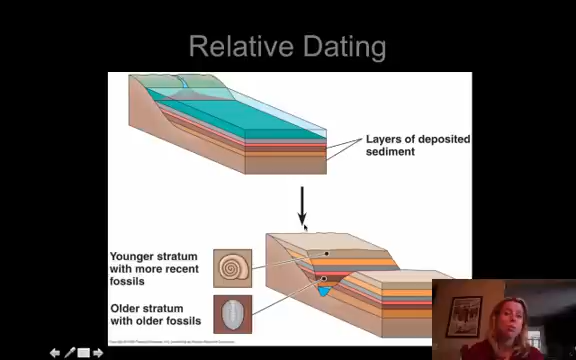 Relative Dating
Layers of deposited
sediment
Younger stratum
with more recent
fossils
Older stratum
with older fossils